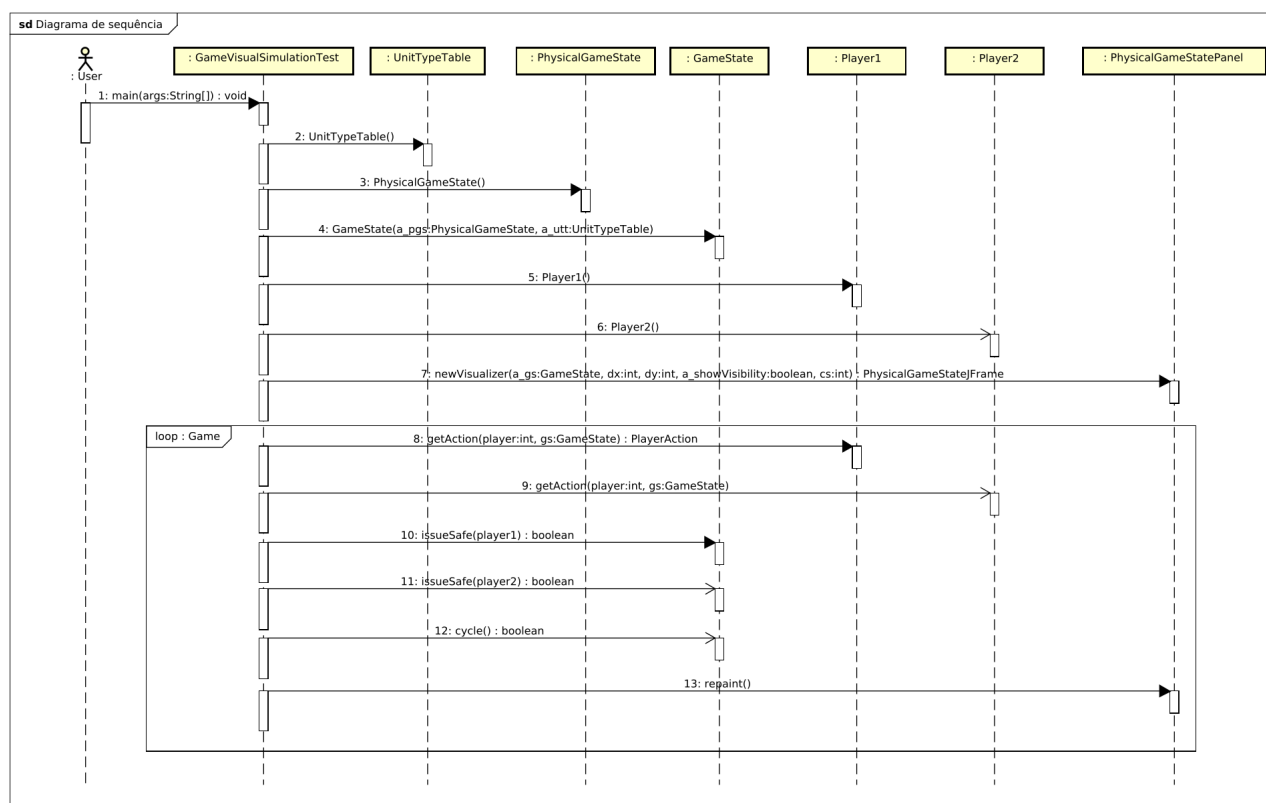 sd Diagrama de sequência
: User
: GameVisualSimulationTest
: UnitTypeTable
: PhysicalGameState
: GameState
: Player1
: Player2
: PhysicalGameStatePanel
1: main(args:String[]) : void
2: UnitTypeTable()
3: PhysicalGameState()
4: GameState(a_pgs:PhysicalGameState, a_utt:UnitTypeTable)
5: Player1()
6: Player2()
7: newVisualizer(a_gs:GameState, dx:int, dy:int, a_showVisibility:boolean, cs:int) : PhysicalGameStateJFrame
loop : Game
8: getAction(player:int, gs:GameState) : PlayerAction
9: getAction(player:int, gs:GameState)
10: issueSafe(player1) : boolean
11: issueSafe(player2) : boolean
12: cycle() : boolean
13: repaint()